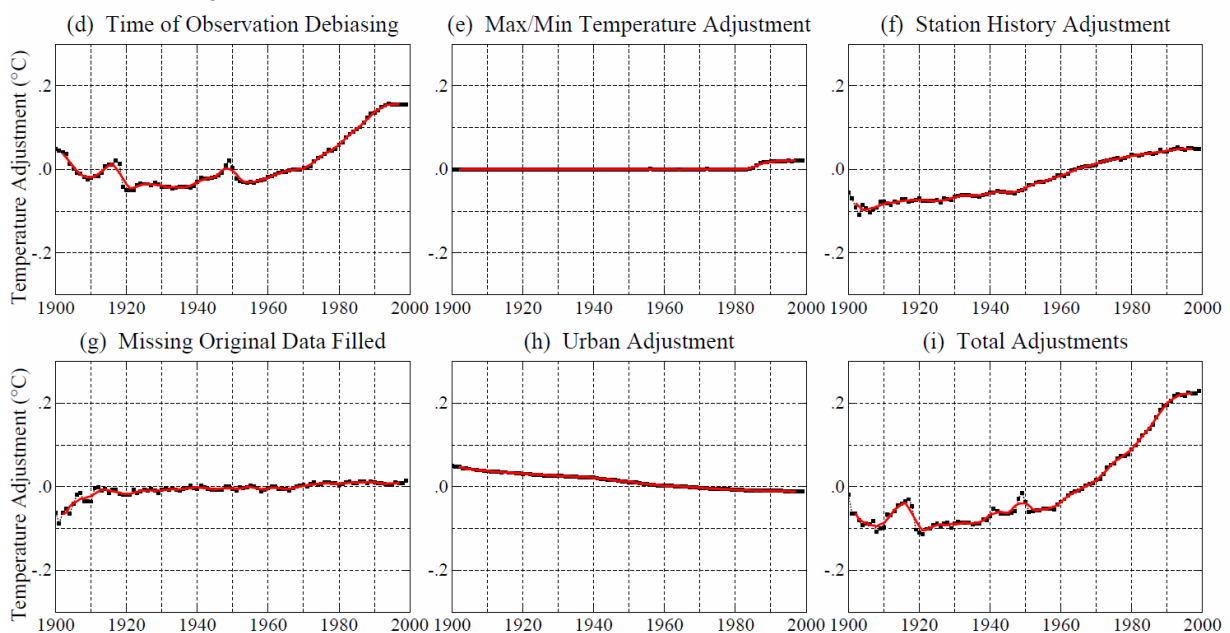 (d) Time of Observation Debiasing
(e) Max/Min Temperature Adjustment
(f) Station History Adjustment
Temperature Adjustment (°C)
.2
.0
-.2
1900 1920 1940 1960 1980 2000
.2
.0
-.2
1900 1920 1940 1960 1980 2000
.2
.0
-.2
1900 1920 1940 1960 1980 2000
(g) Missing Original Data Filled
(h) Urban Adjustment
(i) Total Adjustments
Temperature Adjustment (°C)
.2
.0
-.2
1900 1920 1940 1960 1980 2000
.2
.0
-.2
1900 1920 1940 1960 1980 2000
.2
.0
-.2
1900 1920 1940 1960 1980 2000